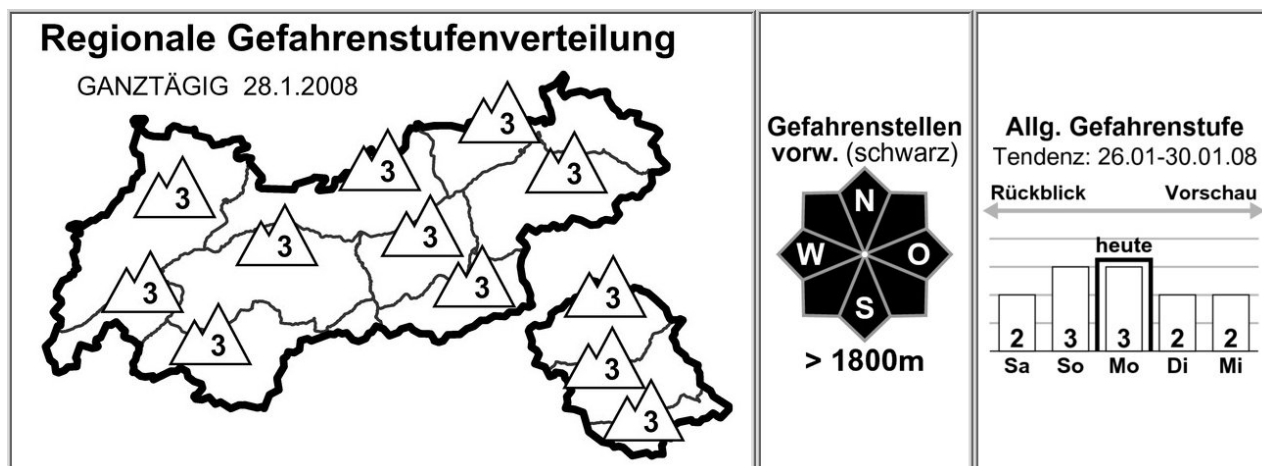 Regionale Gefahrenstufenverteilung
GANZTÄGIG 28.1.2008
3
3
3
3
3
3
3
3
3
3
3
3
Gefahrenstellen
vorw. (schwarz)
N
W O
S
> 1800m
Allg. Gefahrenstufe
Tendenz: 26.01-30.01.08
Rückblick Vorschau
heute
2 3 3 2 2
Sa So Mo Di Mi